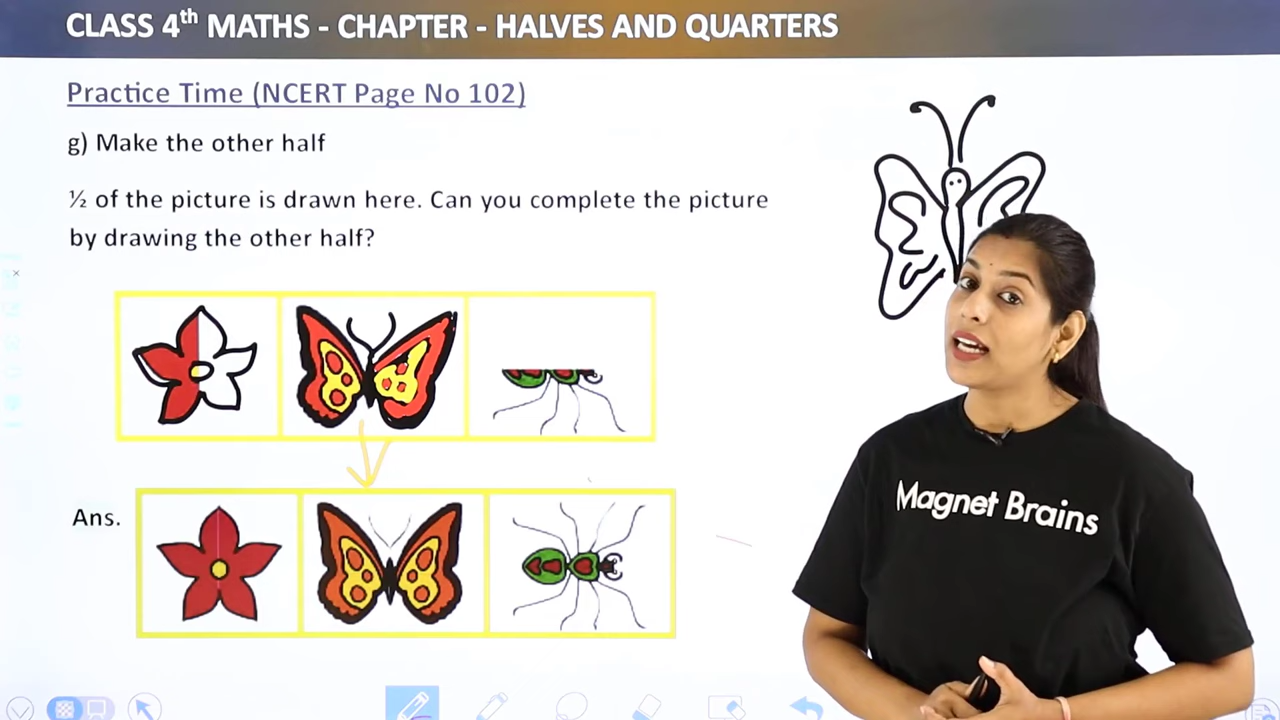 CLASS 4th MATHS - CHAPTER - HALVES AND QUARTERS
Practice Time (NCERT Page No 102)
g) Make the other half
½ of the picture is drawn here. Can you complete the picture
by drawing the other half?
Ans.
Magnet Brains